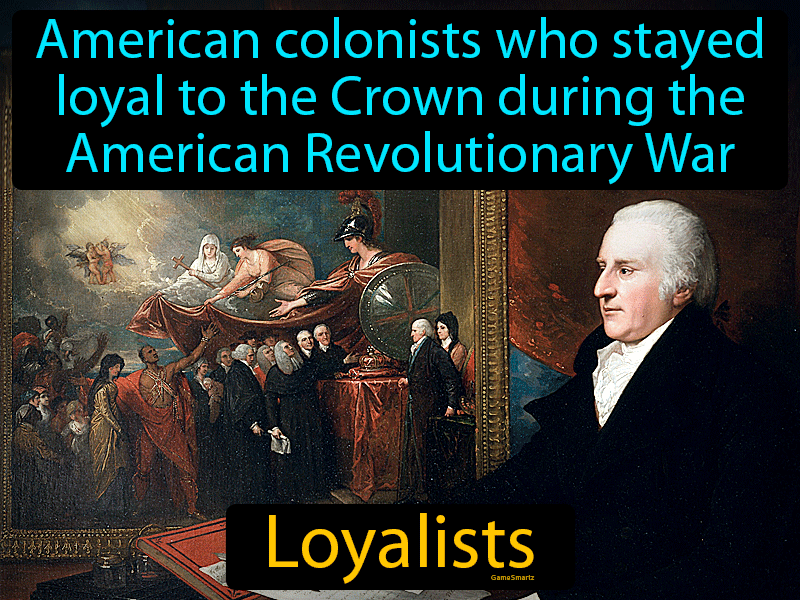 American colonists who stayed
loyal to the Crown during the
American Revolutionary War
Loyalists
GameSmartz